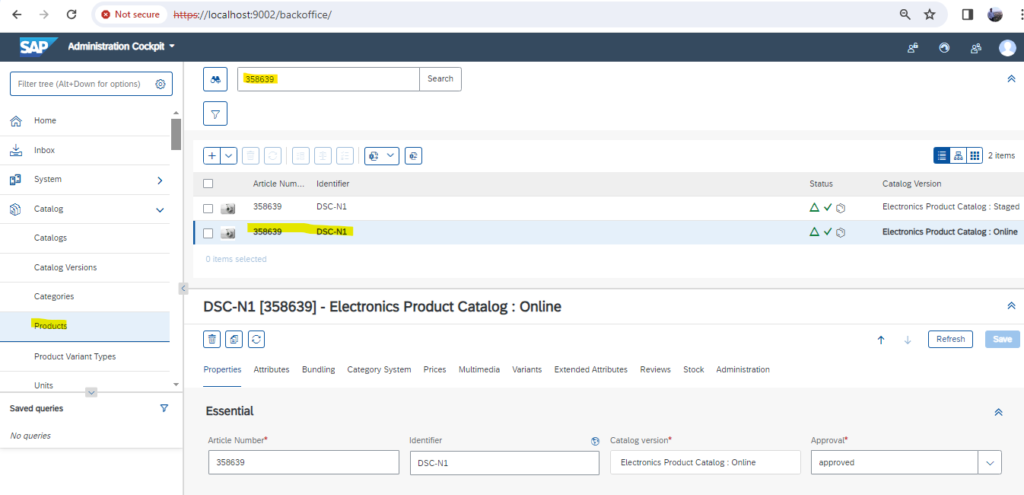 Not secure https://localhost:9002/backoffice/
SAP Administration Cockpit
Filter tree (Alt+Down for options)
358639 Search
Home
Inbox
System
Catalog
Catalogs
Catalog Versions
Categories
Products
Product Variant Types
Units
Saved queries
No queries
2 items
Article Num... Identifier Status Catalog Version
358639 DSC-N1 Electronics Product Catalog : Staged
358639 DSC-N1 Electronics Product Catalog : Online
0 items selected
DSC-N1 [358639] - Electronics Product Catalog : Online
Refresh Save
Properties Attributes Bundling Category System Prices Multimedia Variants Extended Attributes Reviews Stock Administration
Essential
Article Number* Identifier Catalog version* Approval*
358639 DSC-N1 Electronics Product Catalog : Online approved